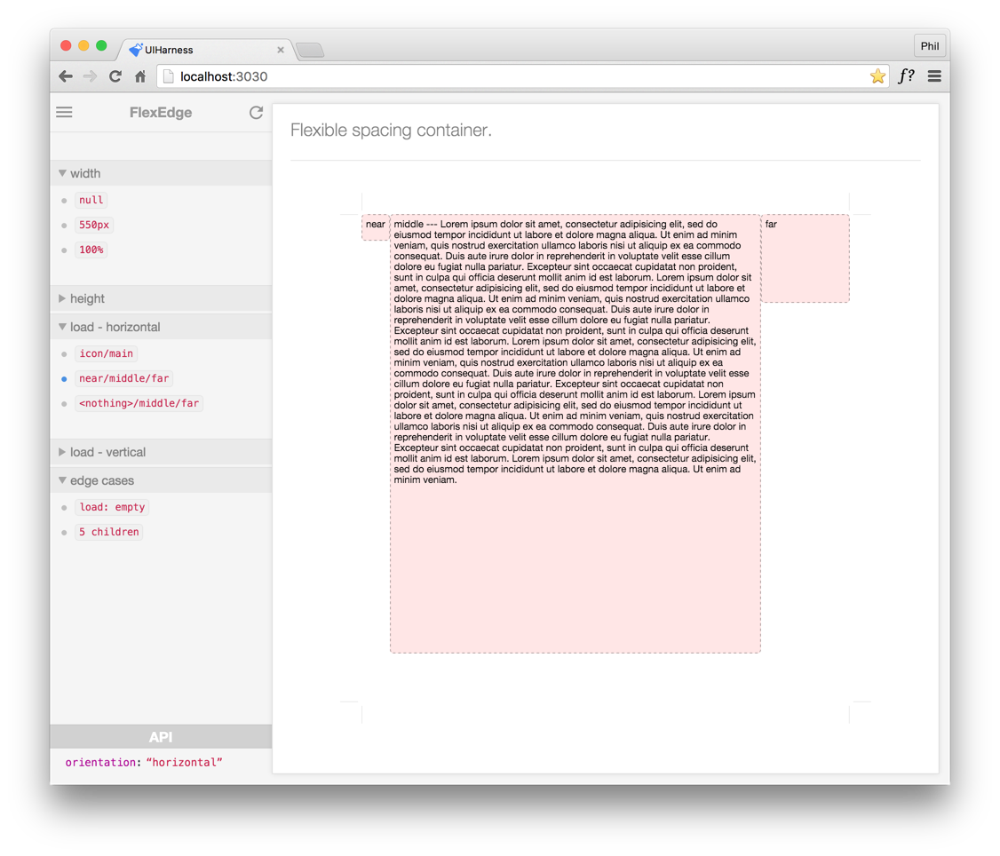 UIHarness
Phil
localhost:3030
f?
FlexEdge
width
null
550px
100%
height
load - horizontal
icon/main
near/middle/far
<nothing>/middle/far
load - vertical
edge cases
load: empty
5 children
API
orientation: “horizontal”
Flexible spacing container.
near
middle --- Lorem ipsum dolor sit amet, consectetur adipisicing elit, sed do
eiusmod tempor incididunt ut labore et dolore magna aliqua. Ut enim ad minim
veniam, quis nostrud exercitation ullamco laboris nisi ut aliquip ex ea commodo
consequat. Duis aute irure dolor in reprehenderit in voluptate velit esse cillum
dolore eu fugiat nulla pariatur. Excepteur sint occaecat cupidatat non proident,
sunt in culpa qui officia deserunt mollit anim id est laborum. Lorem ipsum dolor sit
amet, consectetur adipisicing elit, sed do eiusmod tempor incididunt ut labore et
dolore magna aliqua. Ut enim ad minim veniam, quis nostrud exercitation ullamco
laboris nisi ut aliquip ex ea commodo consequat. Duis aute irure dolor in
reprehenderit in voluptate velit esse cillum dolore eu fugiat nulla pariatur.
Excepteur sint occaecat cupidatat non proident, sunt in culpa qui officia deserunt
mollit anim id est laborum. Lorem ipsum dolor sit amet, consectetur adipisicing elit,
sed do eiusmod tempor incididunt ut labore et dolore magna aliqua. Ut enim ad
minim veniam, quis nostrud exercitation ullamco laboris nisi ut aliquip ex ea
commodo consequat. Duis aute irure dolor in reprehenderit in voluptate velit esse
cillum dolore eu fugiat nulla pariatur. Excepteur sint occaecat cupidatat non
proident, sunt in culpa qui officia deserunt mollit anim id est laborum. Lorem ipsum
dolor sit amet, consectetur adipisicing elit, sed do eiusmod tempor incididunt ut
labore et dolore magna aliqua. Ut enim ad minim veniam, quis nostrud exercitation
ullamco laboris nisi ut aliquip ex ea commodo consequat. Duis aute irure dolor in
reprehenderit in voluptate velit esse cillum dolore eu fugiat nulla pariatur.
Excepteur sint occaecat cupidatat non proident, sunt in culpa qui officia deserunt
mollit anim id est laborum. Lorem ipsum dolor sit amet, consectetur adipisicing elit,
sed do eiusmod tempor incididunt ut labore et dolore magna aliqua. Ut enim ad
minim veniam.
far